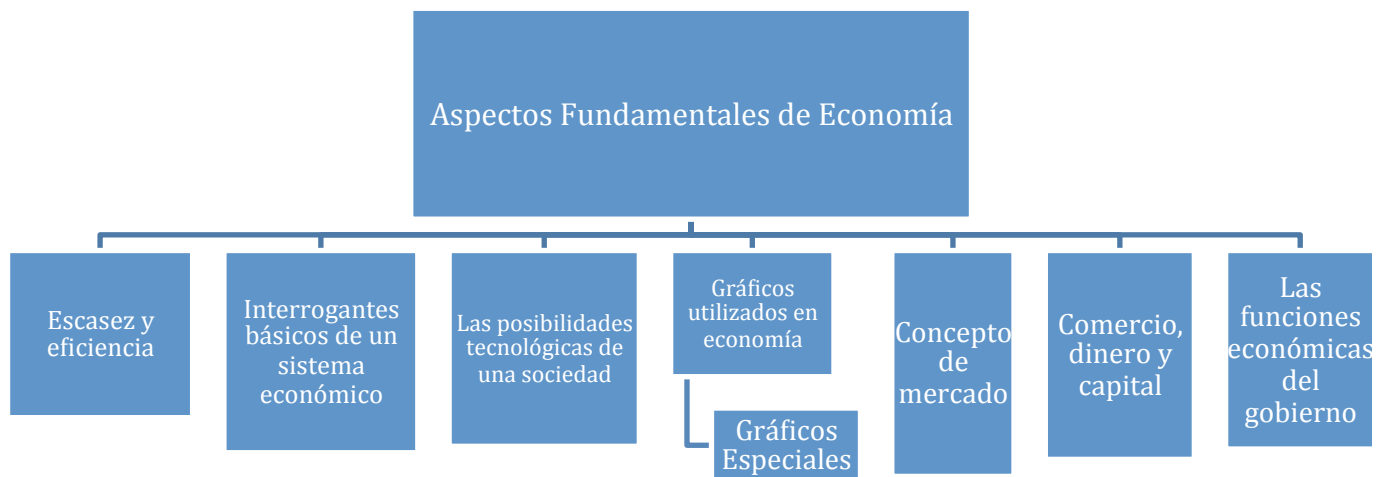 Aspectos Fundamentales de Economía
Escasez y
eficiencia
Interrogantes
básicos de un
sistema
económico
Las posibilidades
tecnológicas de
una sociedad
Gráficos
utilizados en
economía
Gráficos
Especiales
Concepto
de
mercado
Comercio,
dinero y
capital
Las
funciones
económicas
del
gobierno